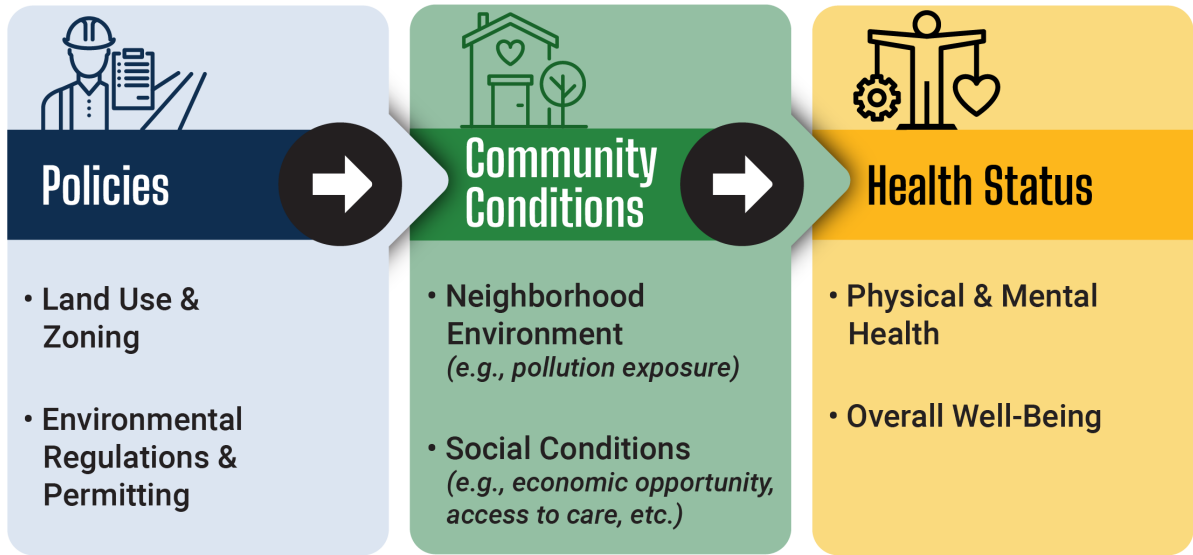 Policies
• Land Use &
Zoning
• Environmental
Regulations &
Permitting
Community
Conditions
• Neighborhood
Environment
(e.g., pollution exposure)
• Social Conditions
(e.g., economic opportunity,
access to care, etc.)
Health Status
• Physical & Mental
Health
• Overall Well-Being